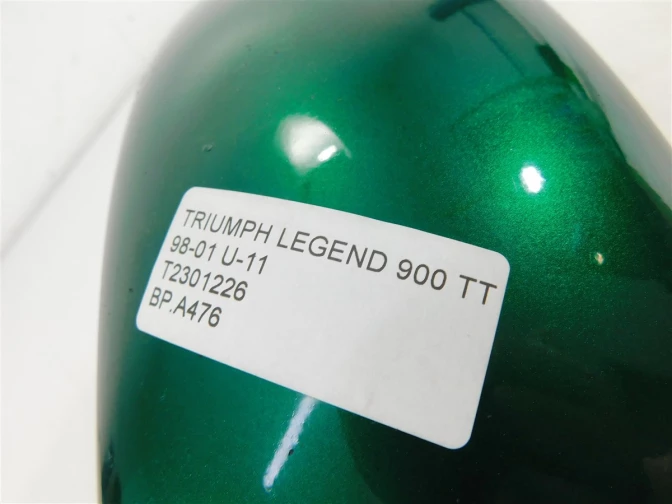 TRIUMPH LEGEND 900 TT
98-01 U-11
T2301226
BP.A476